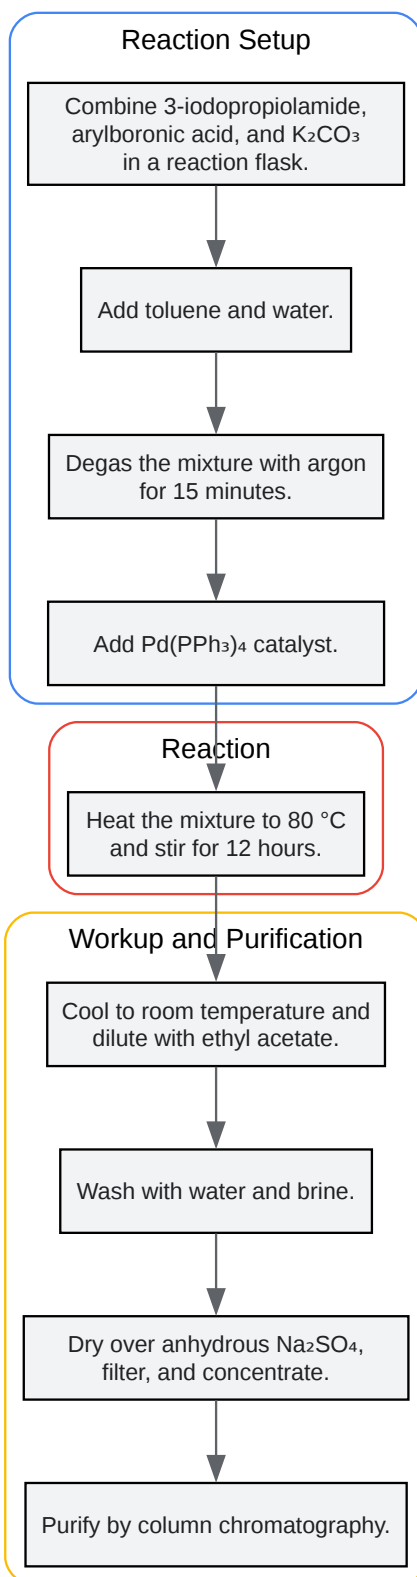 Reaction Setup
Combine 3-iodopropiolamide,
arylboronic acid, and K₂CO₃
in a reaction flask.
Add toluene and water.
Degas the mixture with argon
for 15 minutes.
Add Pd(PPh₃)₄ catalyst.
Reaction
Heat the mixture to 80 °C
and stir for 12 hours.
Workup and Purification
Cool to room temperature and
dilute with ethyl acetate.
Wash with water and brine.
Dry over anhydrous Na₂SO₄,
filter, and concentrate.
Purify by column chromatography.